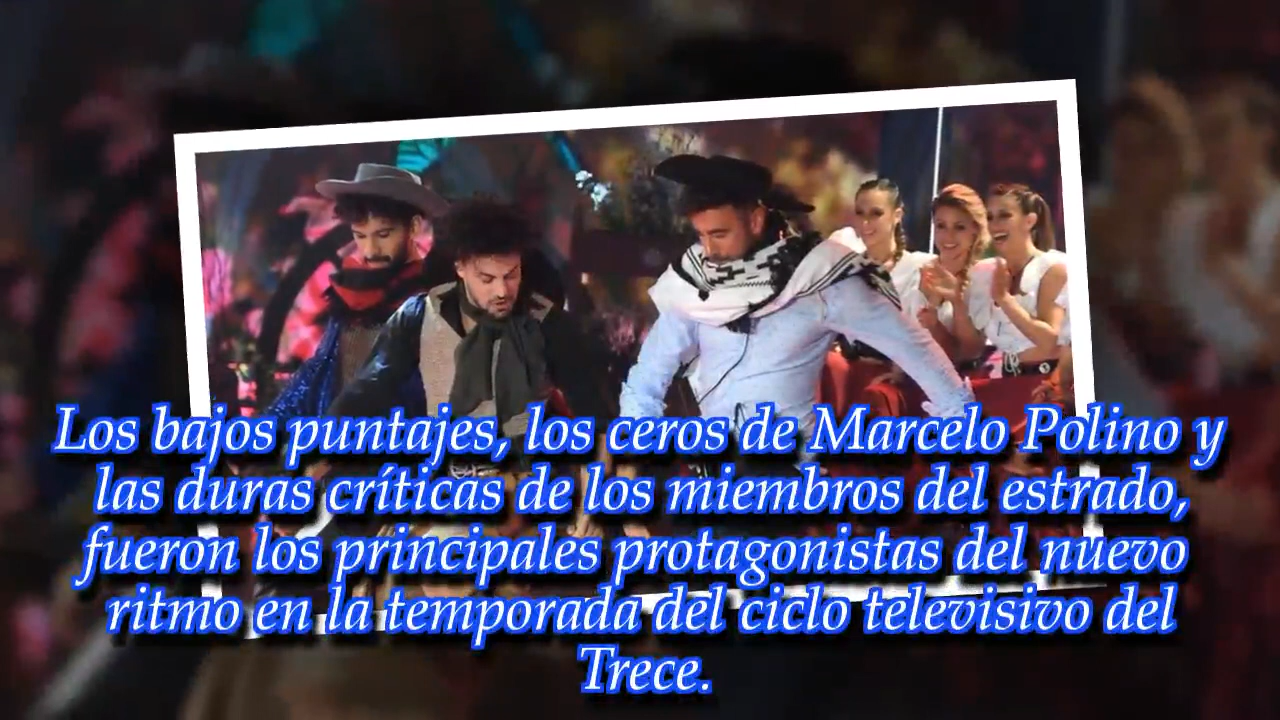 Los bajos puntajes, los ceros de Marcelo Polino y
las duras críticas de los miembros del estrado,
fueron los principales protagonistas del nuevo
ritmo en la temporada del ciclo televisivo del
Trece.